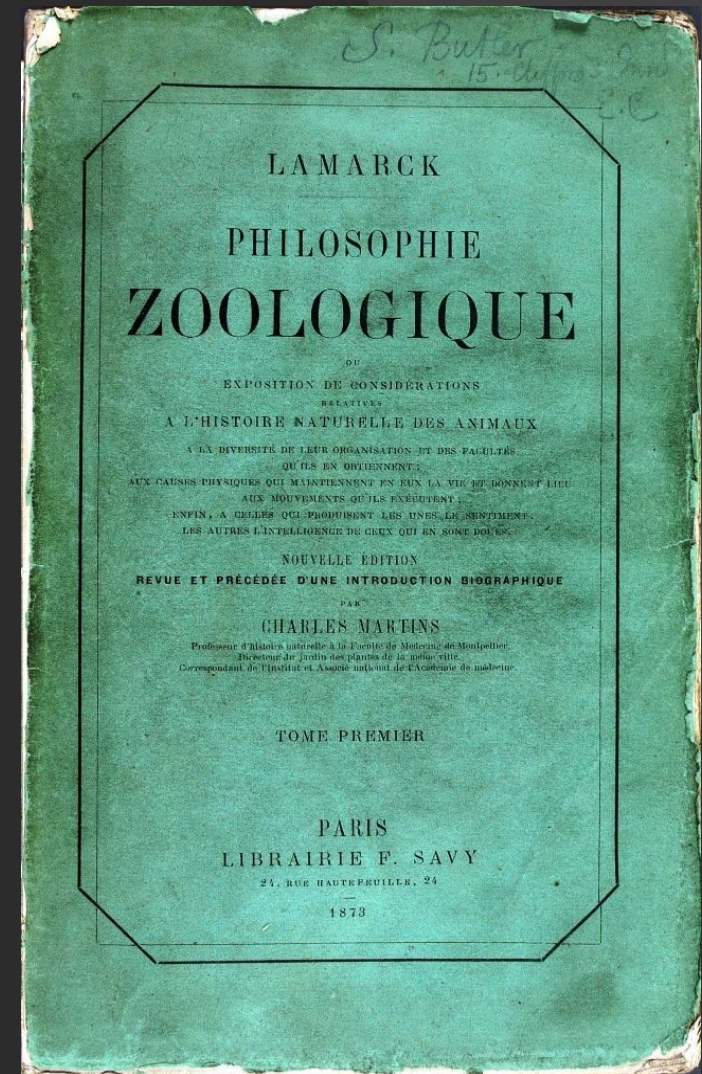 S. Butler
15. Cliffords Inn
E.C.
LAMARCK
PHILOSOPHIE
ZOOLOGIQUE
OU
EXPOSITION DE CONSIDÉRATIONS
RELATIVES
A L'HISTOIRE NATURELLE DES ANIMAUX
A LA DIVERSITÉ DE LEUR ORGANISATION ET DES FACULTÉS
QU'ILS EN OBTIENNENT;
AUX CAUSES PHYSIQUES QUI MAINTIENNENT EN EUX LA VIE ET DONNENT LIEU
AUX MOUVEMENTS QU'ILS EXÉCUTENT;
ENFIN, A CELLES QUI PRODUISENT LES UNES LE SENTIMENT,
LES AUTRES L'INTELLIGENCE DE CEUX QUI EN SONT DOUÉS.
NOUVELLE ÉDITION
REVUE ET PRÉCÉDÉE D'UNE INTRODUCTION BIOGRAPHIQUE
PAR
CHARLES MARTINS
Professeur d'histoire naturelle à la Faculté de Médecine de Montpellier,
Directeur du jardin des plantes de la même ville,
Correspondant de l'Institut et Associé national de l'Académie de médecine.
TOME PREMIER
PARIS
LIBRAIRIE F. SAVY
24, RUE HAUTEFEUILLE, 24
1873